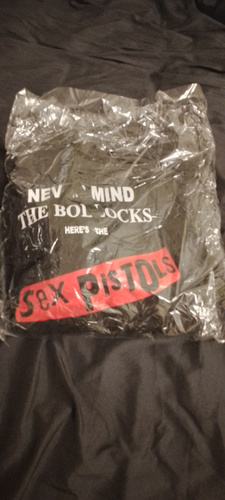 NEVER MIND
THE BOLLOCKS
HERE'S THE
Sex PISTOLS